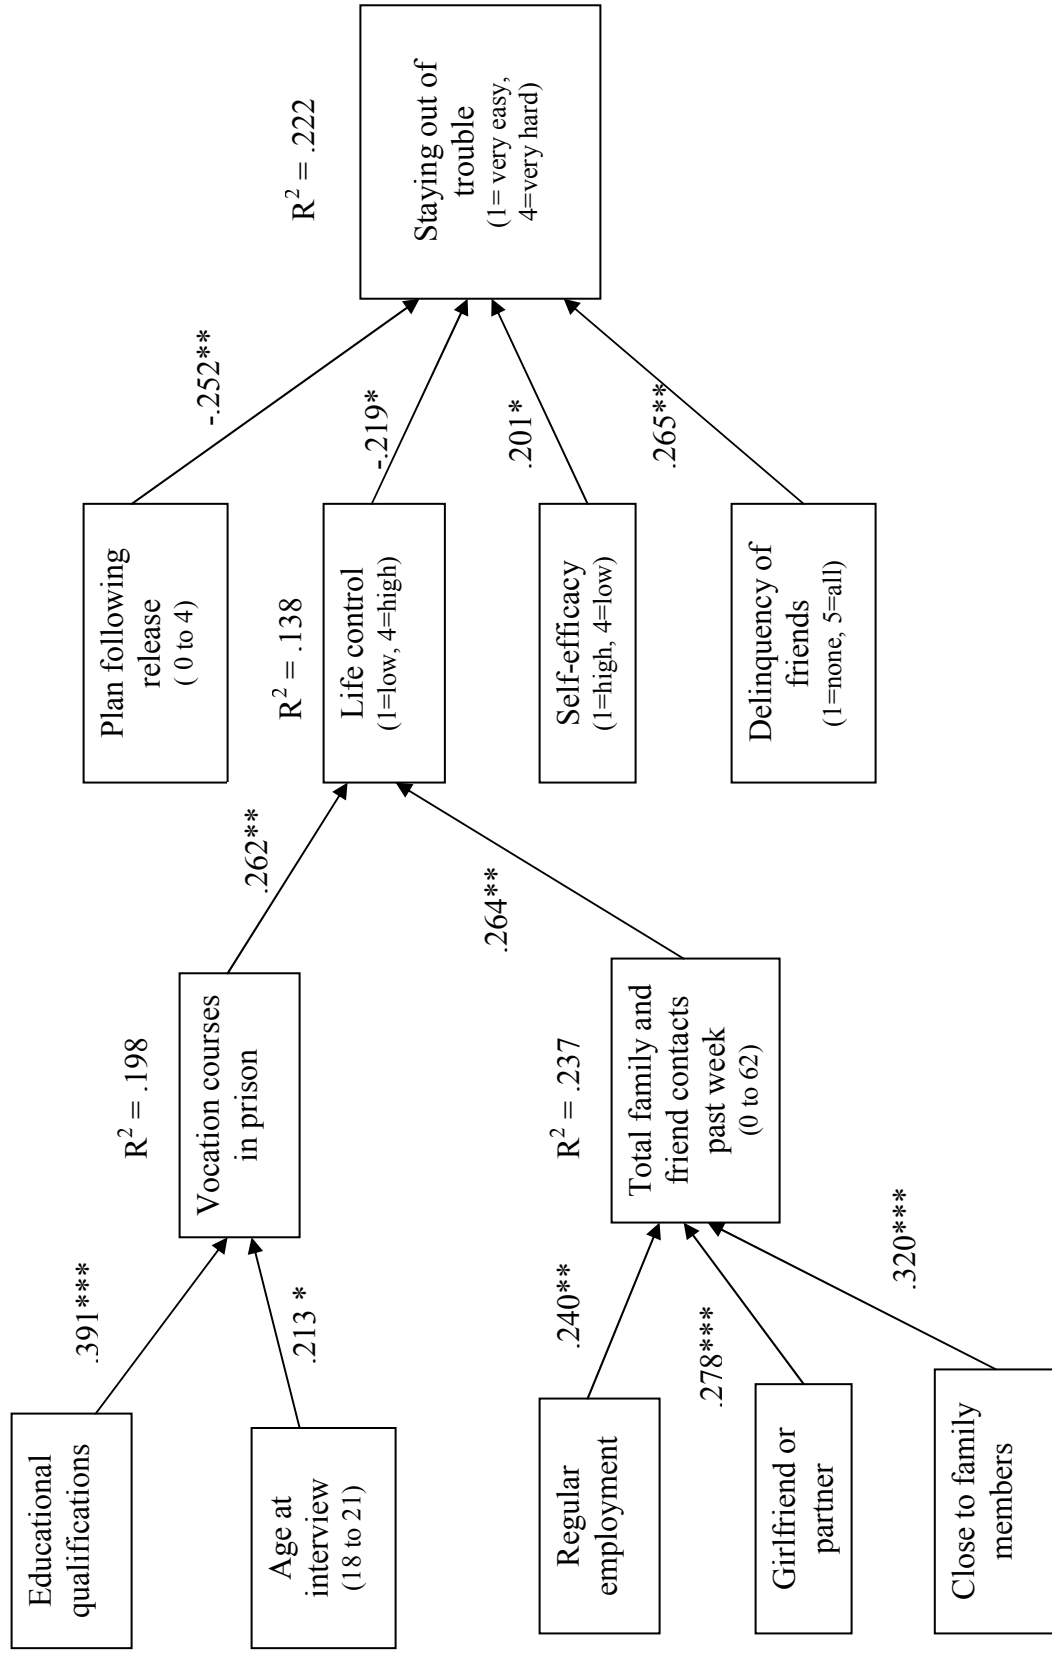 Educational
qualifications
.391***
Age at
interview
(18 to 21)
.213 *
R² = .198
Vocation courses
in prison
.262**
Regular
employment
.240**
Girlfriend or
partner
.278***
Close to family
members
.320***
R² = .237
Total family and
friend contacts
past week
(0 to 62)
.264**
Plan following
release
( 0 to 4)
-.252**
R² = .138
Life control
(1=low, 4=high)
-.219*
Self-efficacy
(1=high, 4=low)
.201*
Delinquency of
friends
(1=none, 5=all)
.265**
R² = .222
Staying out of
trouble
(1= very easy,
4=very hard)